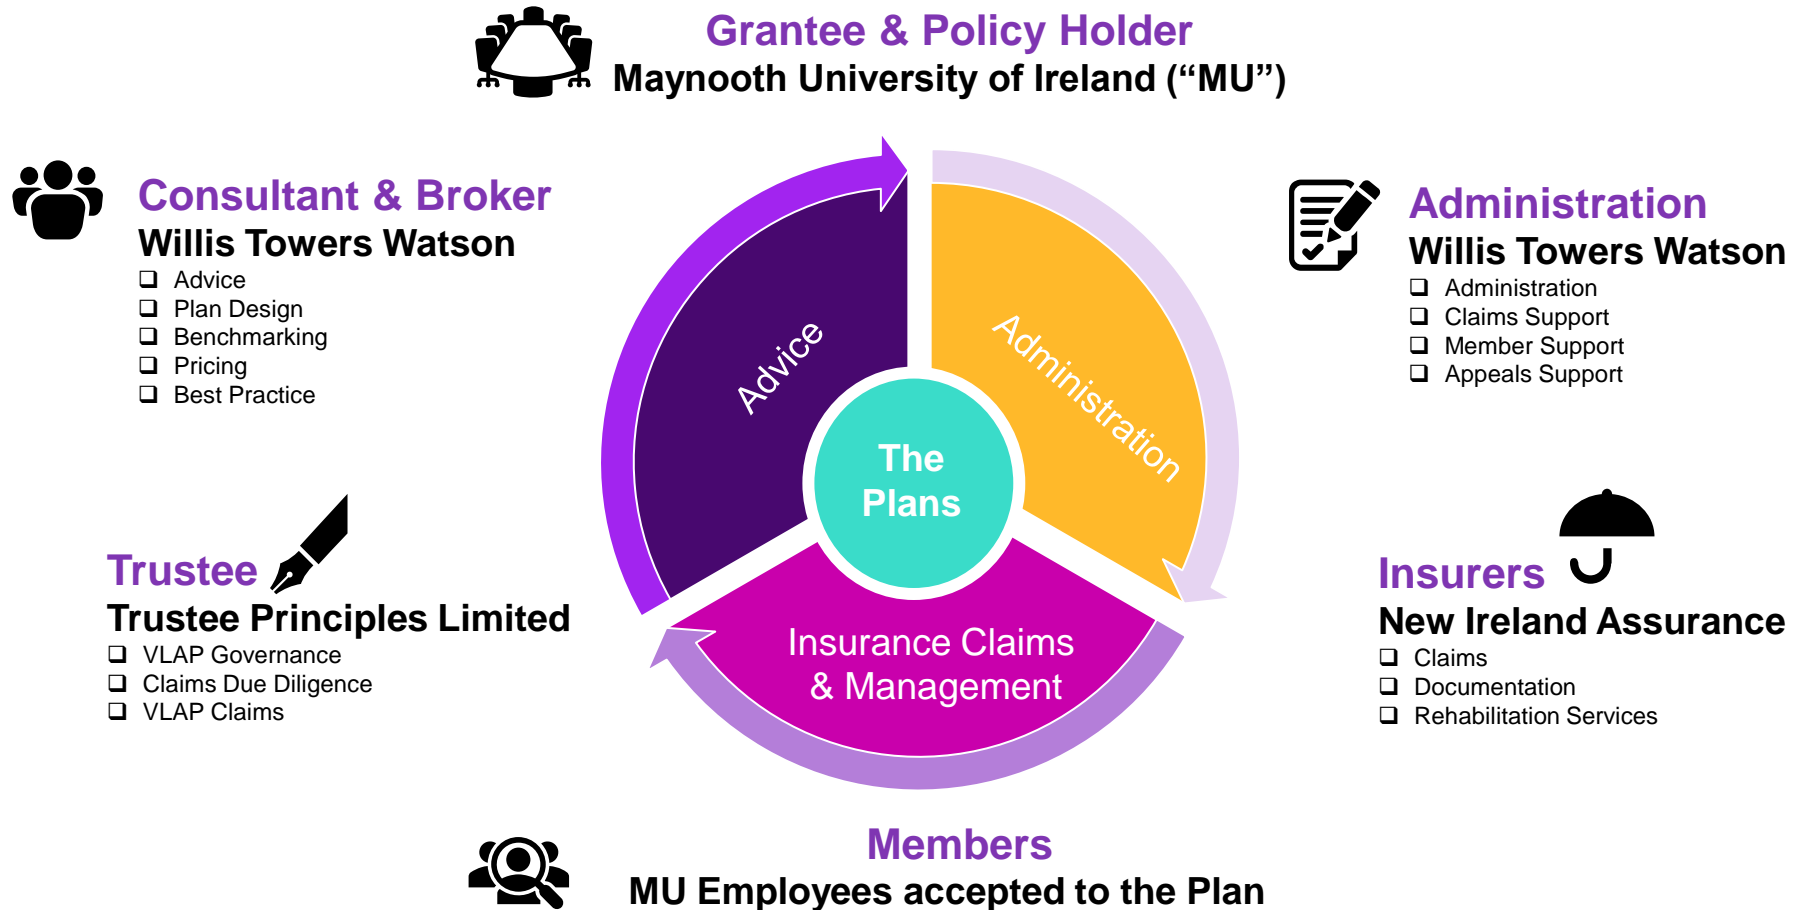 Grantee & Policy Holder
Maynooth University of Ireland (“MU”)
Consultant & Broker
Willis Towers Watson
❑ Advice
❑ Plan Design
❑ Benchmarking
❑ Pricing
❑ Best Practice
Administration
Willis Towers Watson
❑ Administration
❑ Claims Support
❑ Member Support
❑ Appeals Support
Advice
Administration
The
Plans
Insurance Claims
& Management
Trustee
Trustee Principles Limited
❑ VLAP Governance
❑ Claims Due Diligence
❑ VLAP Claims
Insurers
New Ireland Assurance
❑ Claims
❑ Documentation
❑ Rehabilitation Services
Members
MU Employees accepted to the Plan